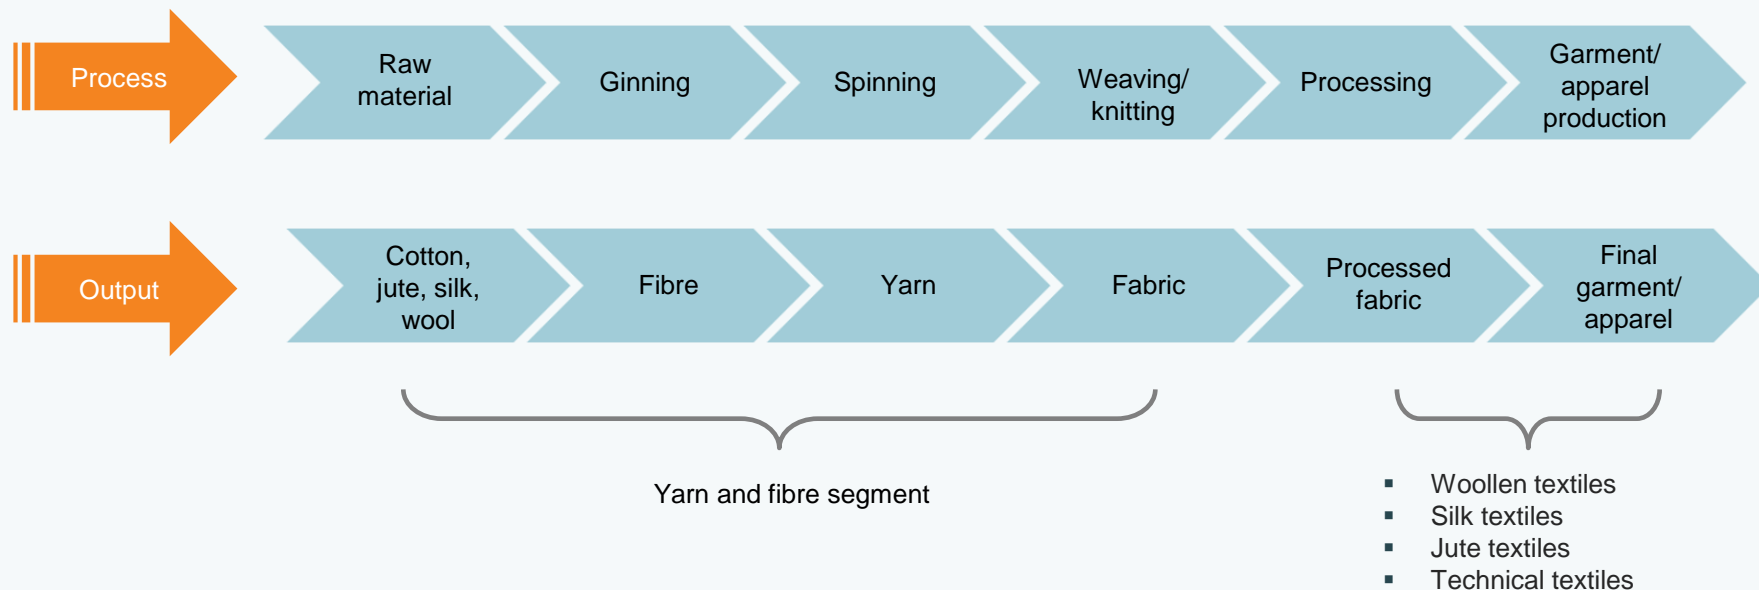 Process
Raw
material
Ginning
Spinning
Weaving/
knitting
Processing
Garment/
apparel
production
Output
Cotton,
jute, silk,
wool
Fibre
Yarn
Fabric
Processed
fabric
Final
garment/
apparel
Yarn and fibre segment
▪ Woollen textiles
▪ Silk textiles
▪ Jute textiles
▪ Technical textiles